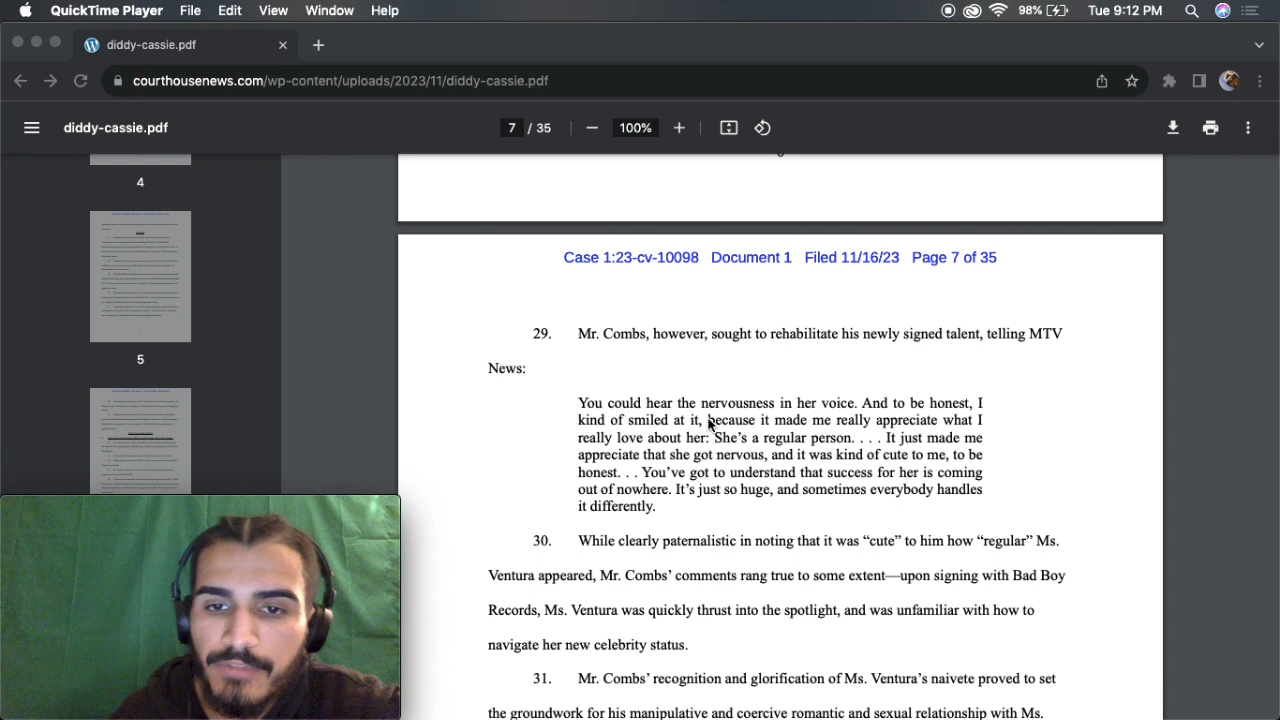 QuickTime Player File Edit View Window Help 98% Tue 9:12 PM
diddy-cassie.pdf
courthousenews.com/wp-content/uploads/2023/11/diddy-cassie.pdf
diddy-cassie.pdf 7 / 35 100%
4
5
Case 1:23-cv-10098 Document 1 Filed 11/16/23 Page 7 of 35
29. Mr. Combs, however, sought to rehabilitate his newly signed talent, telling MTV
News:
You could hear the nervousness in her voice. And to be honest, I
kind of smiled at it, because it made me really appreciate what I
really love about her: She’s a regular person. . . . It just made me
appreciate that she got nervous, and it was kind of cute to me, to be
honest. . . You’ve got to understand that success for her is coming
out of nowhere. It’s just so huge, and sometimes everybody handles
it differently.
30. While clearly paternalistic in noting that it was “cute” to him how “regular” Ms.
Ventura appeared, Mr. Combs’ comments rang true to some extent—upon signing with Bad Boy
Records, Ms. Ventura was quickly thrust into the spotlight, and was unfamiliar with how to
navigate her new celebrity status.
31. Mr. Combs’ recognition and glorification of Ms. Ventura’s naivete proved to set
the groundwork for his manipulative and coercive romantic and sexual relationship with Ms.